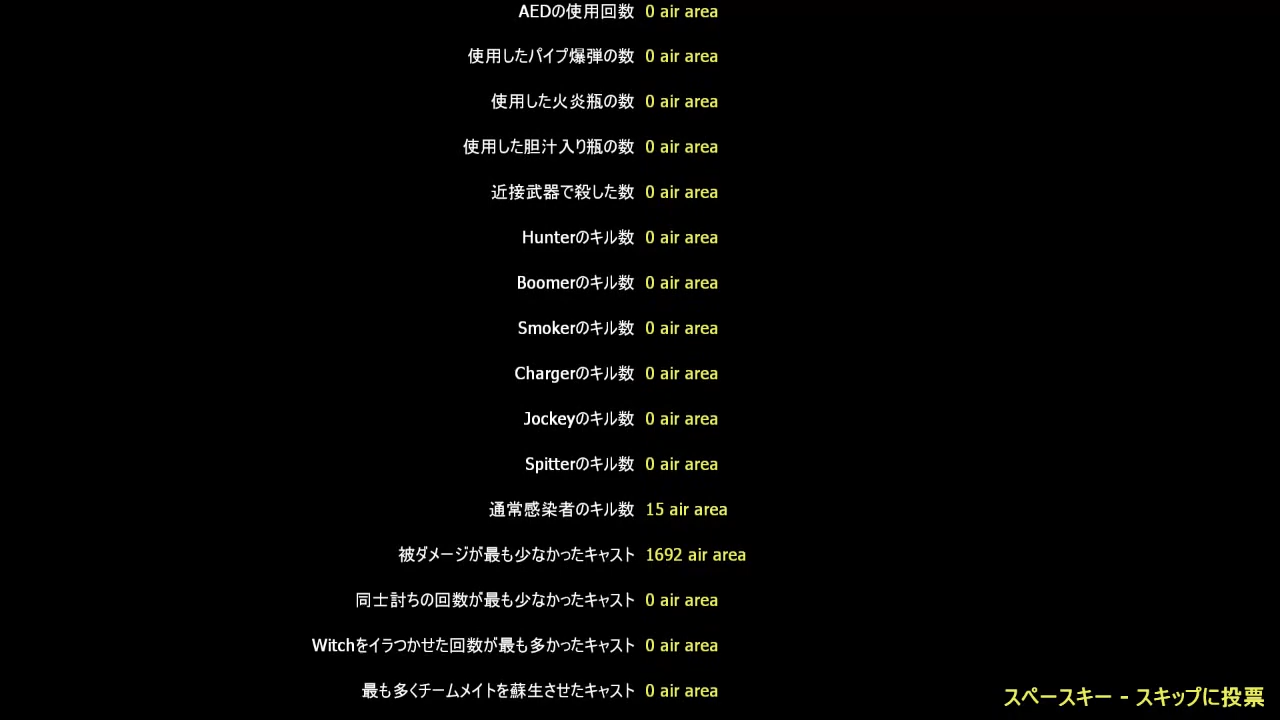 AEDの使用回数 0 air area
使用したパイプ爆弾の数 0 air area
使用した火炎瓶の数 0 air area
使用した胆汁入り瓶の数 0 air area
近接武器で殺した数 0 air area
Hunterのキル数 0 air area
Boomerのキル数 0 air area
Smokerのキル数 0 air area
Chargerのキル数 0 air area
Jockeyのキル数 0 air area
Spitterのキル数 0 air area
通常感染者のキル数 15 air area
被ダメージが最も少なかったキャスト 1692 air area
同士討ちの回数が最も少なかったキャスト 0 air area
Witchをイラつかせた回数が最も多かったキャスト 0 air area
最も多くチームメイトを蘇生させたキャスト 0 air area
スペースキー - スキップに投票